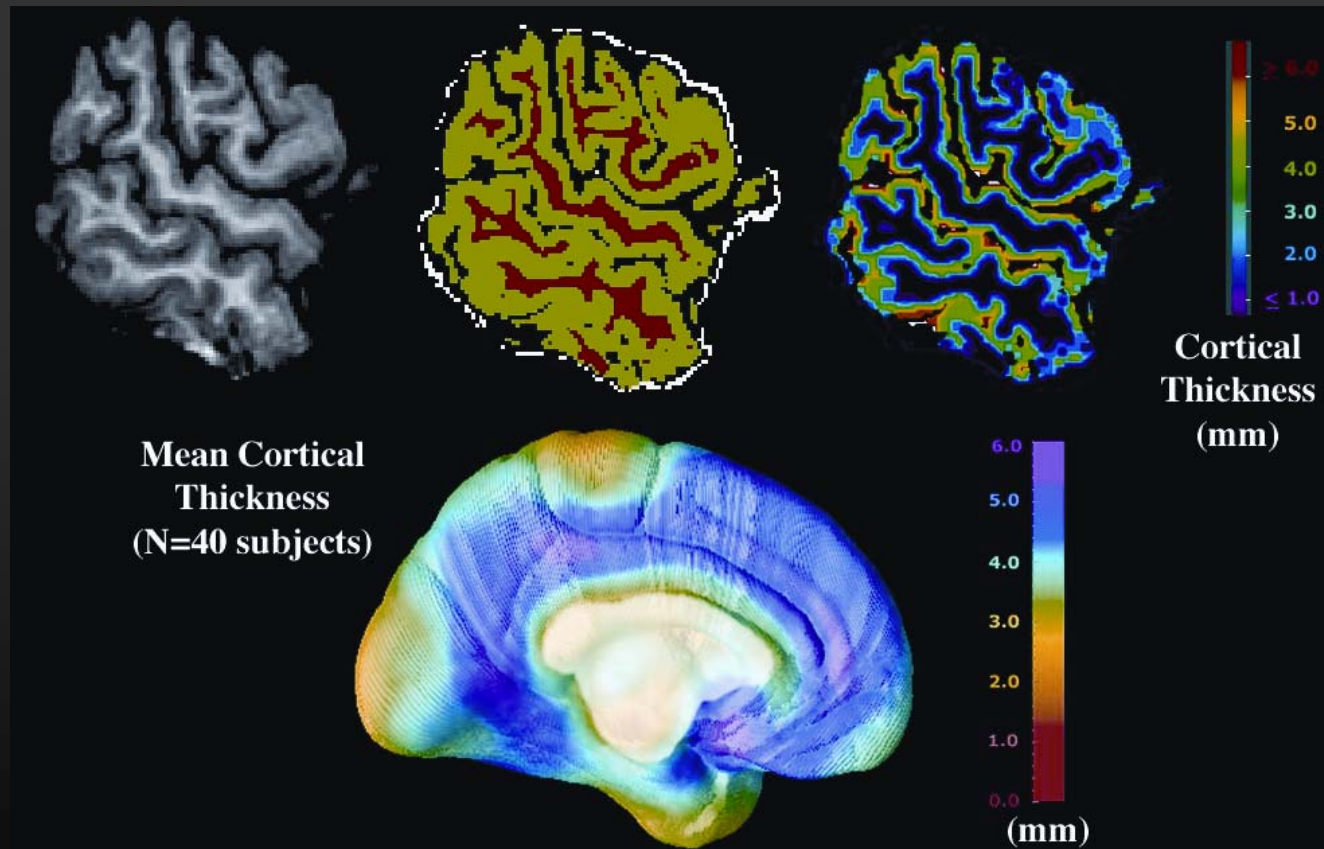 ≥ 6.0
5.0
4.0
3.0
2.0
≤ 1.0
Cortical
Thickness
(mm)
Mean Cortical
Thickness
(N=40 subjects)
6.0
5.0
4.0
3.0
2.0
1.0
0.0
(mm)